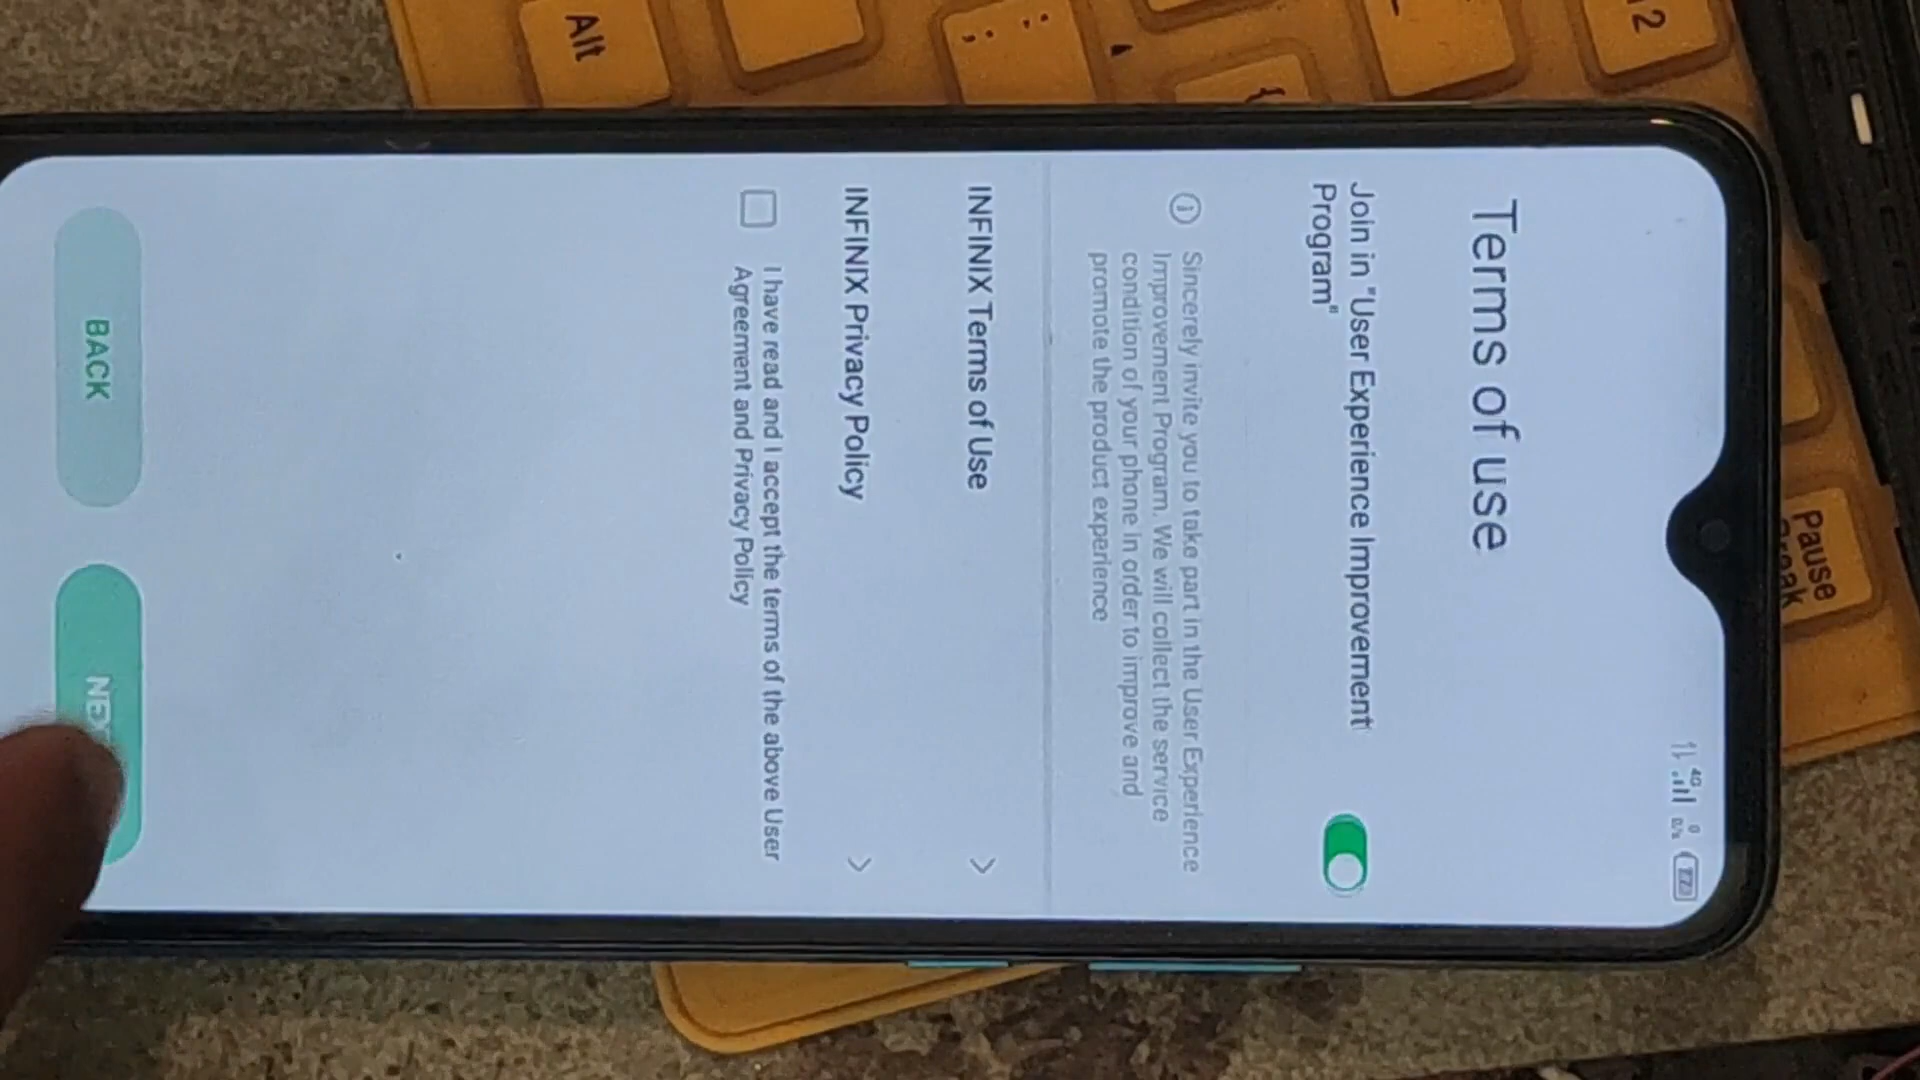 4G
0
Terms of use
Join in "User Experience Improvement
Program"
Sincerely invite you to take part in the User Experience
Improvement Program. We will collect the service
condition of your phone in order to improve and
promote the product experience
INFINIX Terms of Use
INFINIX Privacy Policy
I have read and I accept the terms of the above User
Agreement and Privacy Policy
BACK
Alt
: ;
{
Pause